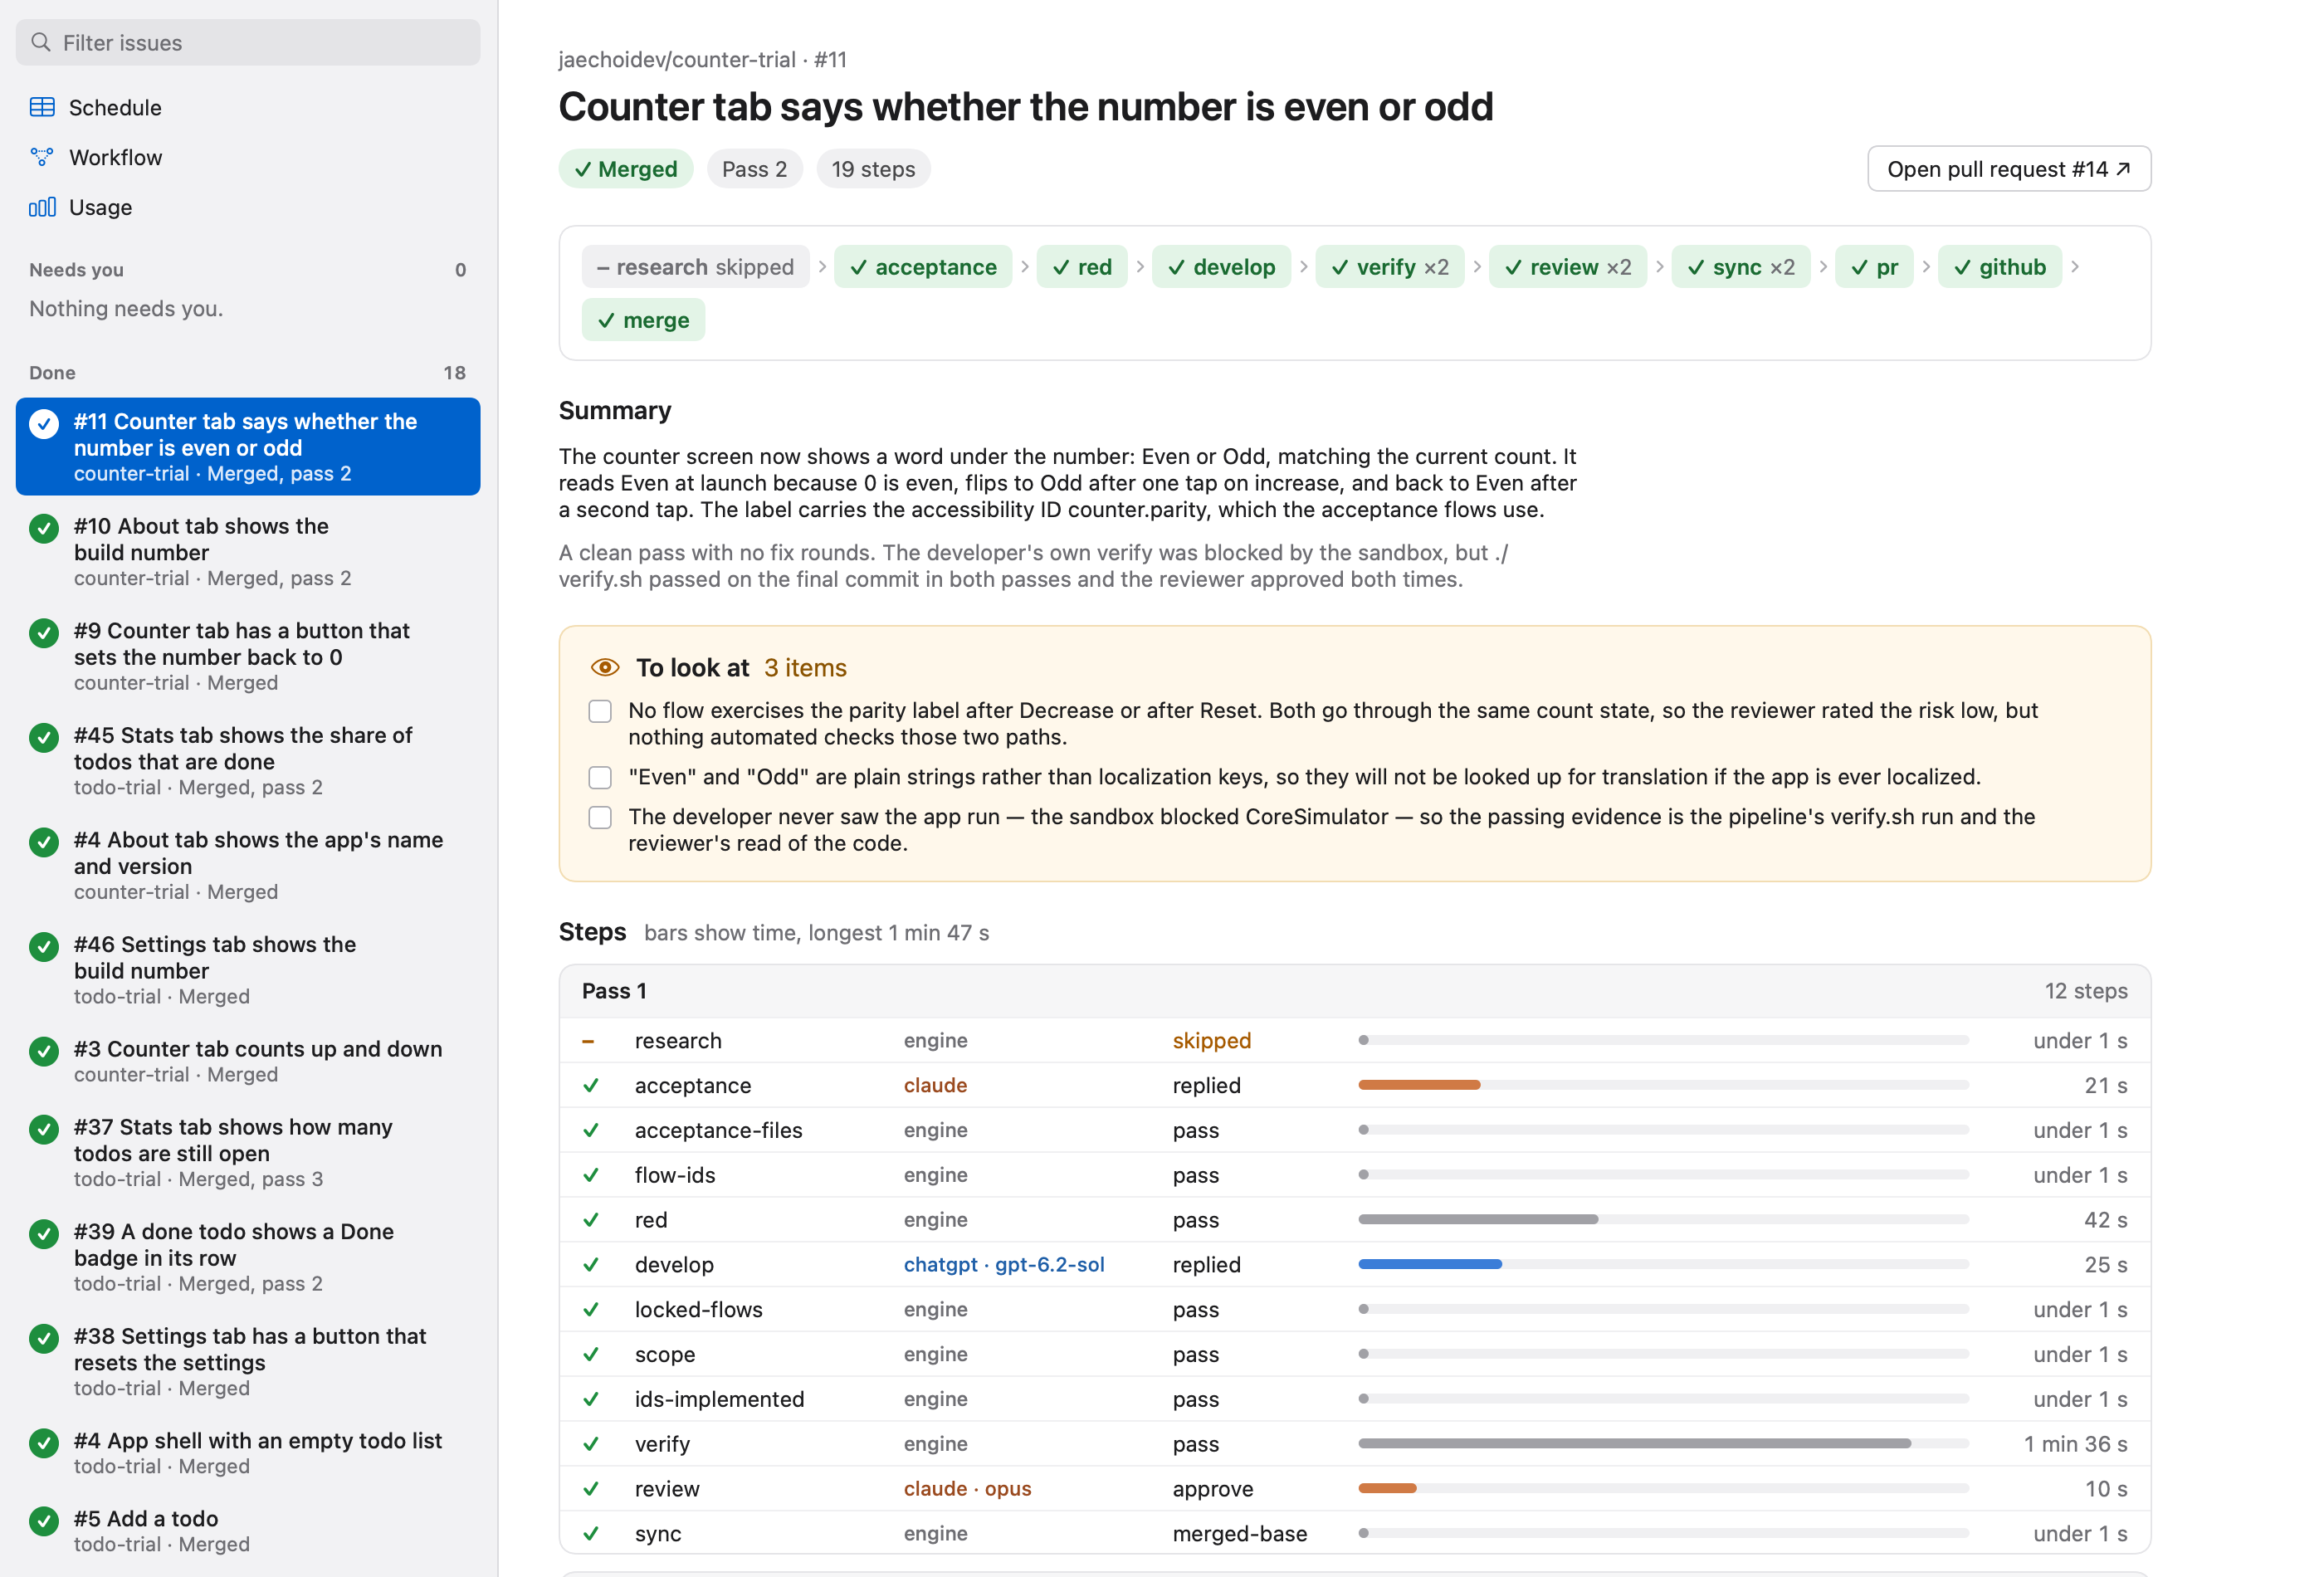 Filter issues
Schedule
Workflow
Usage
Needs you 0
Nothing needs you.
Done 18
#11 Counter tab says whether the
number is even or odd
counter-trial · Merged, pass 2
#10 About tab shows the
build number
counter-trial · Merged, pass 2
#9 Counter tab has a button that
sets the number back to 0
counter-trial · Merged
#45 Stats tab shows the share of
todos that are done
todo-trial · Merged, pass 2
#4 About tab shows the app's name
and version
counter-trial · Merged
#46 Settings tab shows the
build number
todo-trial · Merged
#3 Counter tab counts up and down
counter-trial · Merged
#37 Stats tab shows how many
todos are still open
todo-trial · Merged, pass 3
#39 A done todo shows a Done
badge in its row
todo-trial · Merged, pass 2
#38 Settings tab has a button that
resets the settings
todo-trial · Merged
#4 App shell with an empty todo list
todo-trial · Merged
#5 Add a todo
todo-trial · Merged
jaechoidev/counter-trial · #11
Counter tab says whether the number is even or odd
✓ Merged Pass 2 19 steps Open pull request #14 ↗
– research skipped › ✓ acceptance › ✓ red › ✓ develop › ✓ verify ×2 › ✓ review ×2 › ✓ sync ×2 › ✓ pr › ✓ github ›
✓ merge
Summary
The counter screen now shows a word under the number: Even or Odd, matching the current count. It
reads Even at launch because 0 is even, flips to Odd after one tap on increase, and back to Even after
a second tap. The label carries the accessibility ID counter.parity, which the acceptance flows use.
A clean pass with no fix rounds. The developer's own verify was blocked by the sandbox, but ./
verify.sh passed on the final commit in both passes and the reviewer approved both times.
To look at 3 items
No flow exercises the parity label after Decrease or after Reset. Both go through the same count state, so the reviewer rated the risk low, but
nothing automated checks those two paths.
"Even" and "Odd" are plain strings rather than localization keys, so they will not be looked up for translation if the app is ever localized.
The developer never saw the app run — the sandbox blocked CoreSimulator — so the passing evidence is the pipeline's verify.sh run and the
reviewer's read of the code.
Steps bars show time, longest 1 min 47 s
Pass 1 12 steps
– research engine skipped under 1 s
✓ acceptance claude replied 21 s
✓ acceptance-files engine pass under 1 s
✓ flow-ids engine pass under 1 s
✓ red engine pass 42 s
✓ develop chatgpt · gpt-6.2-sol replied 25 s
✓ locked-flows engine pass under 1 s
✓ scope engine pass under 1 s
✓ ids-implemented engine pass under 1 s
✓ verify engine pass 1 min 36 s
✓ review claude · opus approve 10 s
✓ sync engine merged-base under 1 s